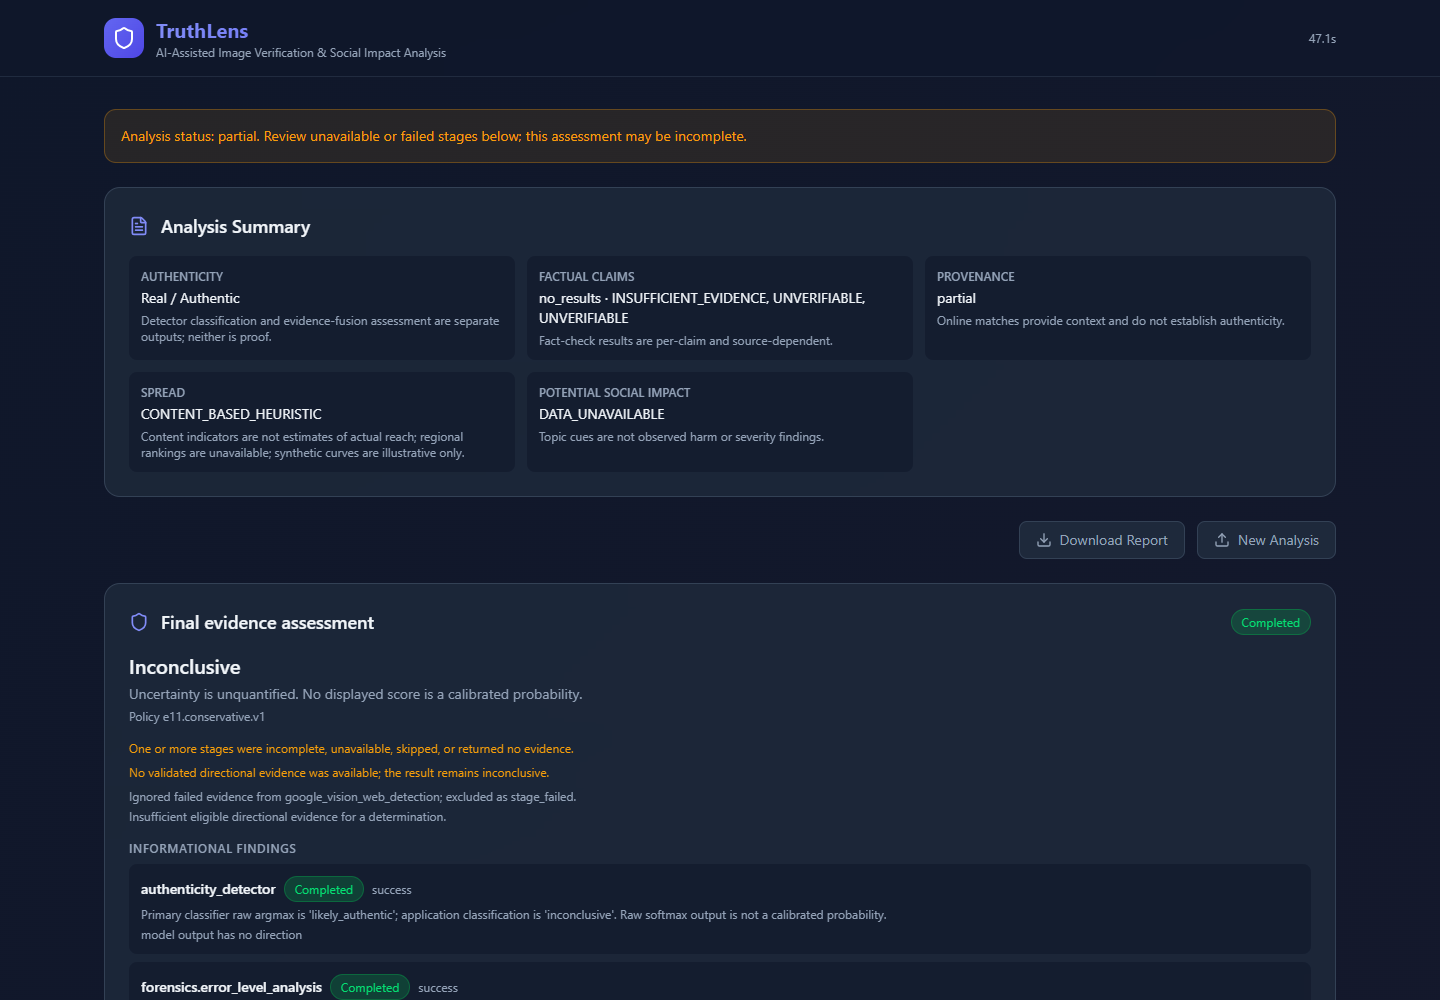 TruthLens
AI-Assisted Image Verification & Social Impact Analysis
47.1s
Analysis status: partial. Review unavailable or failed stages below; this assessment may be incomplete.
Analysis Summary
AUTHENTICITY
Real / Authentic
Detector classification and evidence-fusion assessment are separate
outputs; neither is proof.
FACTUAL CLAIMS
no_results · INSUFFICIENT_EVIDENCE, UNVERIFIABLE,
UNVERIFIABLE
Fact-check results are per-claim and source-dependent.
PROVENANCE
partial
Online matches provide context and do not establish authenticity.
SPREAD
CONTENT_BASED_HEURISTIC
Content indicators are not estimates of actual reach; regional
rankings are unavailable; synthetic curves are illustrative only.
POTENTIAL SOCIAL IMPACT
DATA_UNAVAILABLE
Topic cues are not observed harm or severity findings.
Download Report
New Analysis
Final evidence assessment
Completed
Inconclusive
Uncertainty is unquantified. No displayed score is a calibrated probability.
Policy e11.conservative.v1
One or more stages were incomplete, unavailable, skipped, or returned no evidence.
No validated directional evidence was available; the result remains inconclusive.
Ignored failed evidence from google_vision_web_detection; excluded as stage_failed.
Insufficient eligible directional evidence for a determination.
INFORMATIONAL FINDINGS
authenticity_detector Completed success
Primary classifier raw argmax is 'likely_authentic'; application classification is 'inconclusive'. Raw softmax output is not a calibrated probability.
model output has no direction
forensics.error_level_analysis Completed success